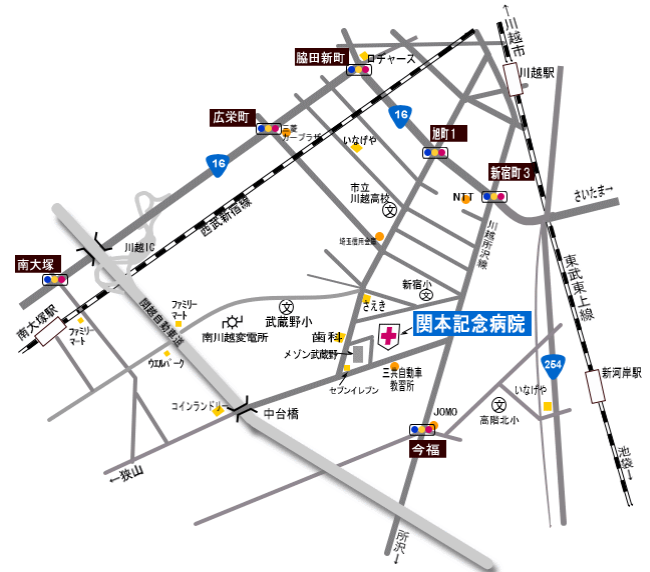 ←川越市
川越駅
脇田新町
ロヂャース
広栄町
三菱
カープラザ
16
いなげや
旭町1
新宿町3
さいたま→
NTT
16
市立
川越高校
文
西武新宿線
埼玉信用金庫
川越所沢線
川越IC
南大塚
新宿小
文
東武東上線
関越自動車道
ファミリー
マート
文
武蔵野小
さえき
南大塚駅
ファミリー
マート
南川越変電所
歯科
関本記念病院
メゾン武蔵野
ウエルパーク
セブンイレブン
三共自動車
教習所
254
新河岸駅
いなげや
コインランドリー
中台橋
JOMO
文
高階北小
今福
池袋→
←狭山
所沢→